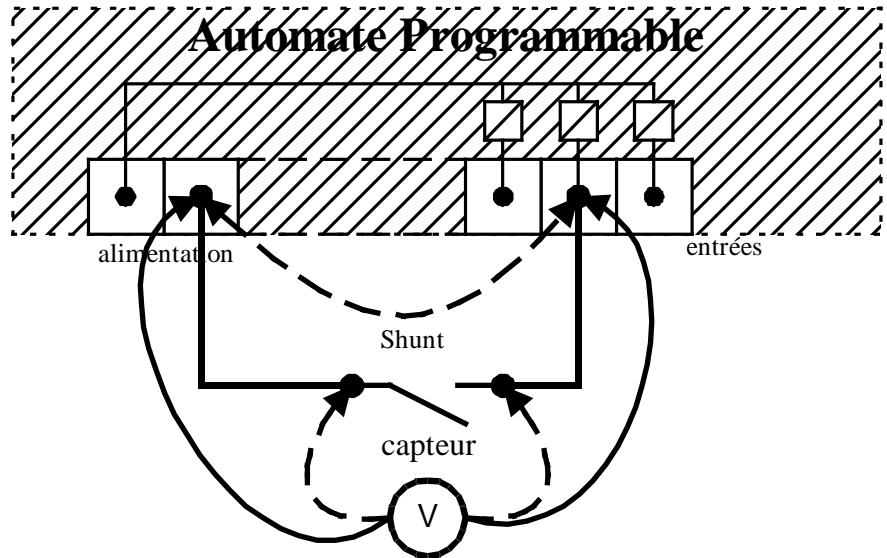 Automate Programmable
alimentation
entrées
Shunt
capteur
V